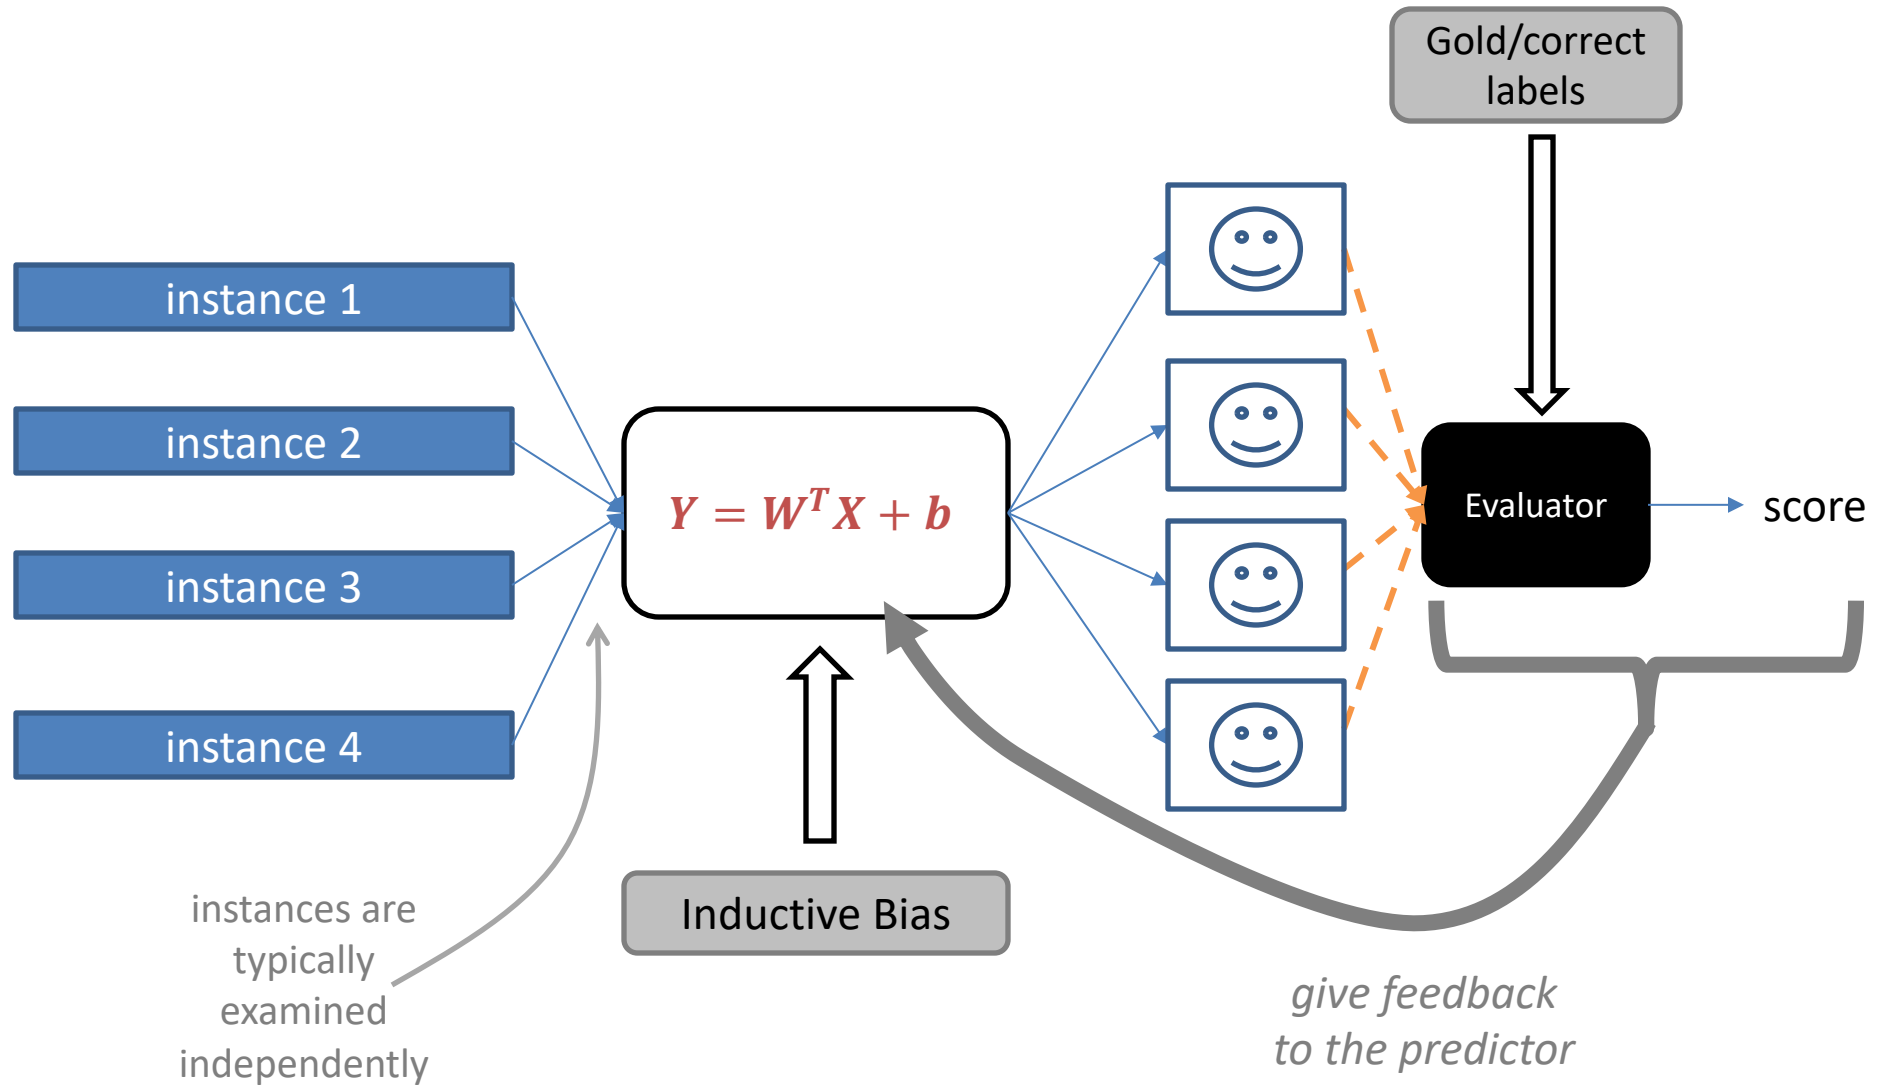 Gold/correct
labels
instance 1
instance 2
instance 3
instance 4
Y = W^T X + b
Evaluator
score
Inductive Bias
instances are
typically
examined
independently
give feedback
to the predictor